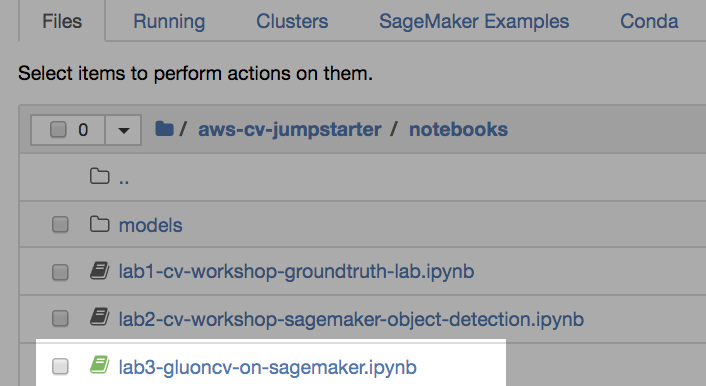 Files Running Clusters SageMaker Examples Conda
Select items to perform actions on them.
0 / aws-cv-jumpstarter / notebooks
..
models
lab1-cv-workshop-groundtruth-lab.ipynb
lab2-cv-workshop-sagemaker-object-detection.ipynb
lab3-gluoncv-on-sagemaker.ipynb